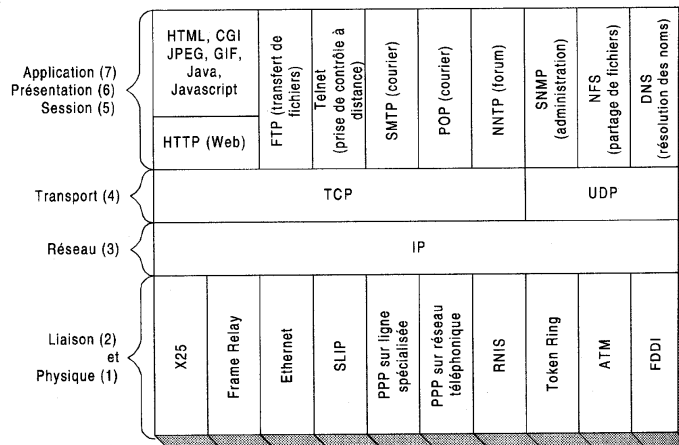 Application (7)
Présentation (6)
Session (5)
HTML, CGI
JPEG, GIF,
Java,
Javascript
HTTP (Web)
FTP (transfert de
fichiers)
Telnet
(prise de contrôle à
distance)
SMTP (courier)
POP (courier)
NNTP (forum)
SNMP
(administration)
NFS
(partage de fichiers)
DNS
(résolution des noms)
Transport (4)
TCP
UDP
Réseau (3)
IP
Liaison (2)
et
Physique (1)
X25
Frame Relay
Ethernet
SLIP
PPP sur ligne
spécialisée
PPP sur réseau
téléphonique
RNIS
Token Ring
ATM
FDDI